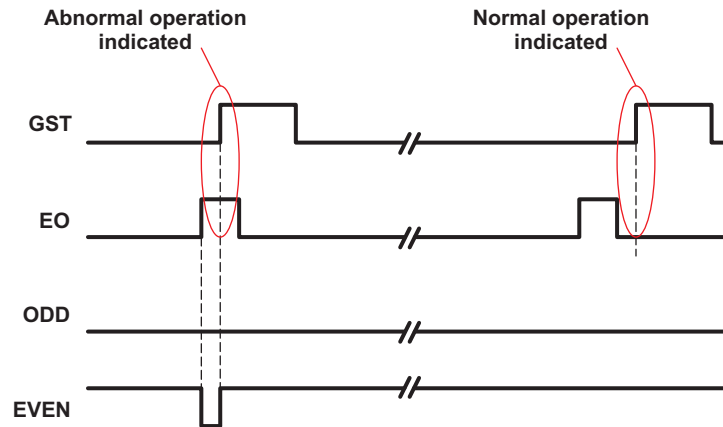 Abnormal operation
indicated
Normal operation
indicated
GST
EO
ODD
EVEN